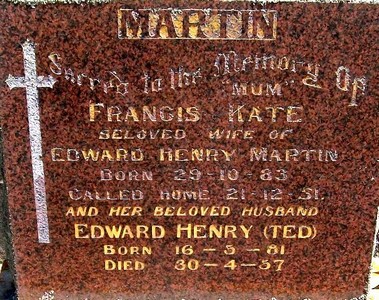 MARTIN
Sacred to the Memory Of
"MUM"
FRANCIS KATE
BELOVED WIFE OF
EDWARD HENRY MARTIN
BORN 29-10-83
CALLED HOME 21-12-51.
AND HER BELOVED HUSBAND
EDWARD HENRY (TED)
BORN 16-3-81
DIED 30-4-57